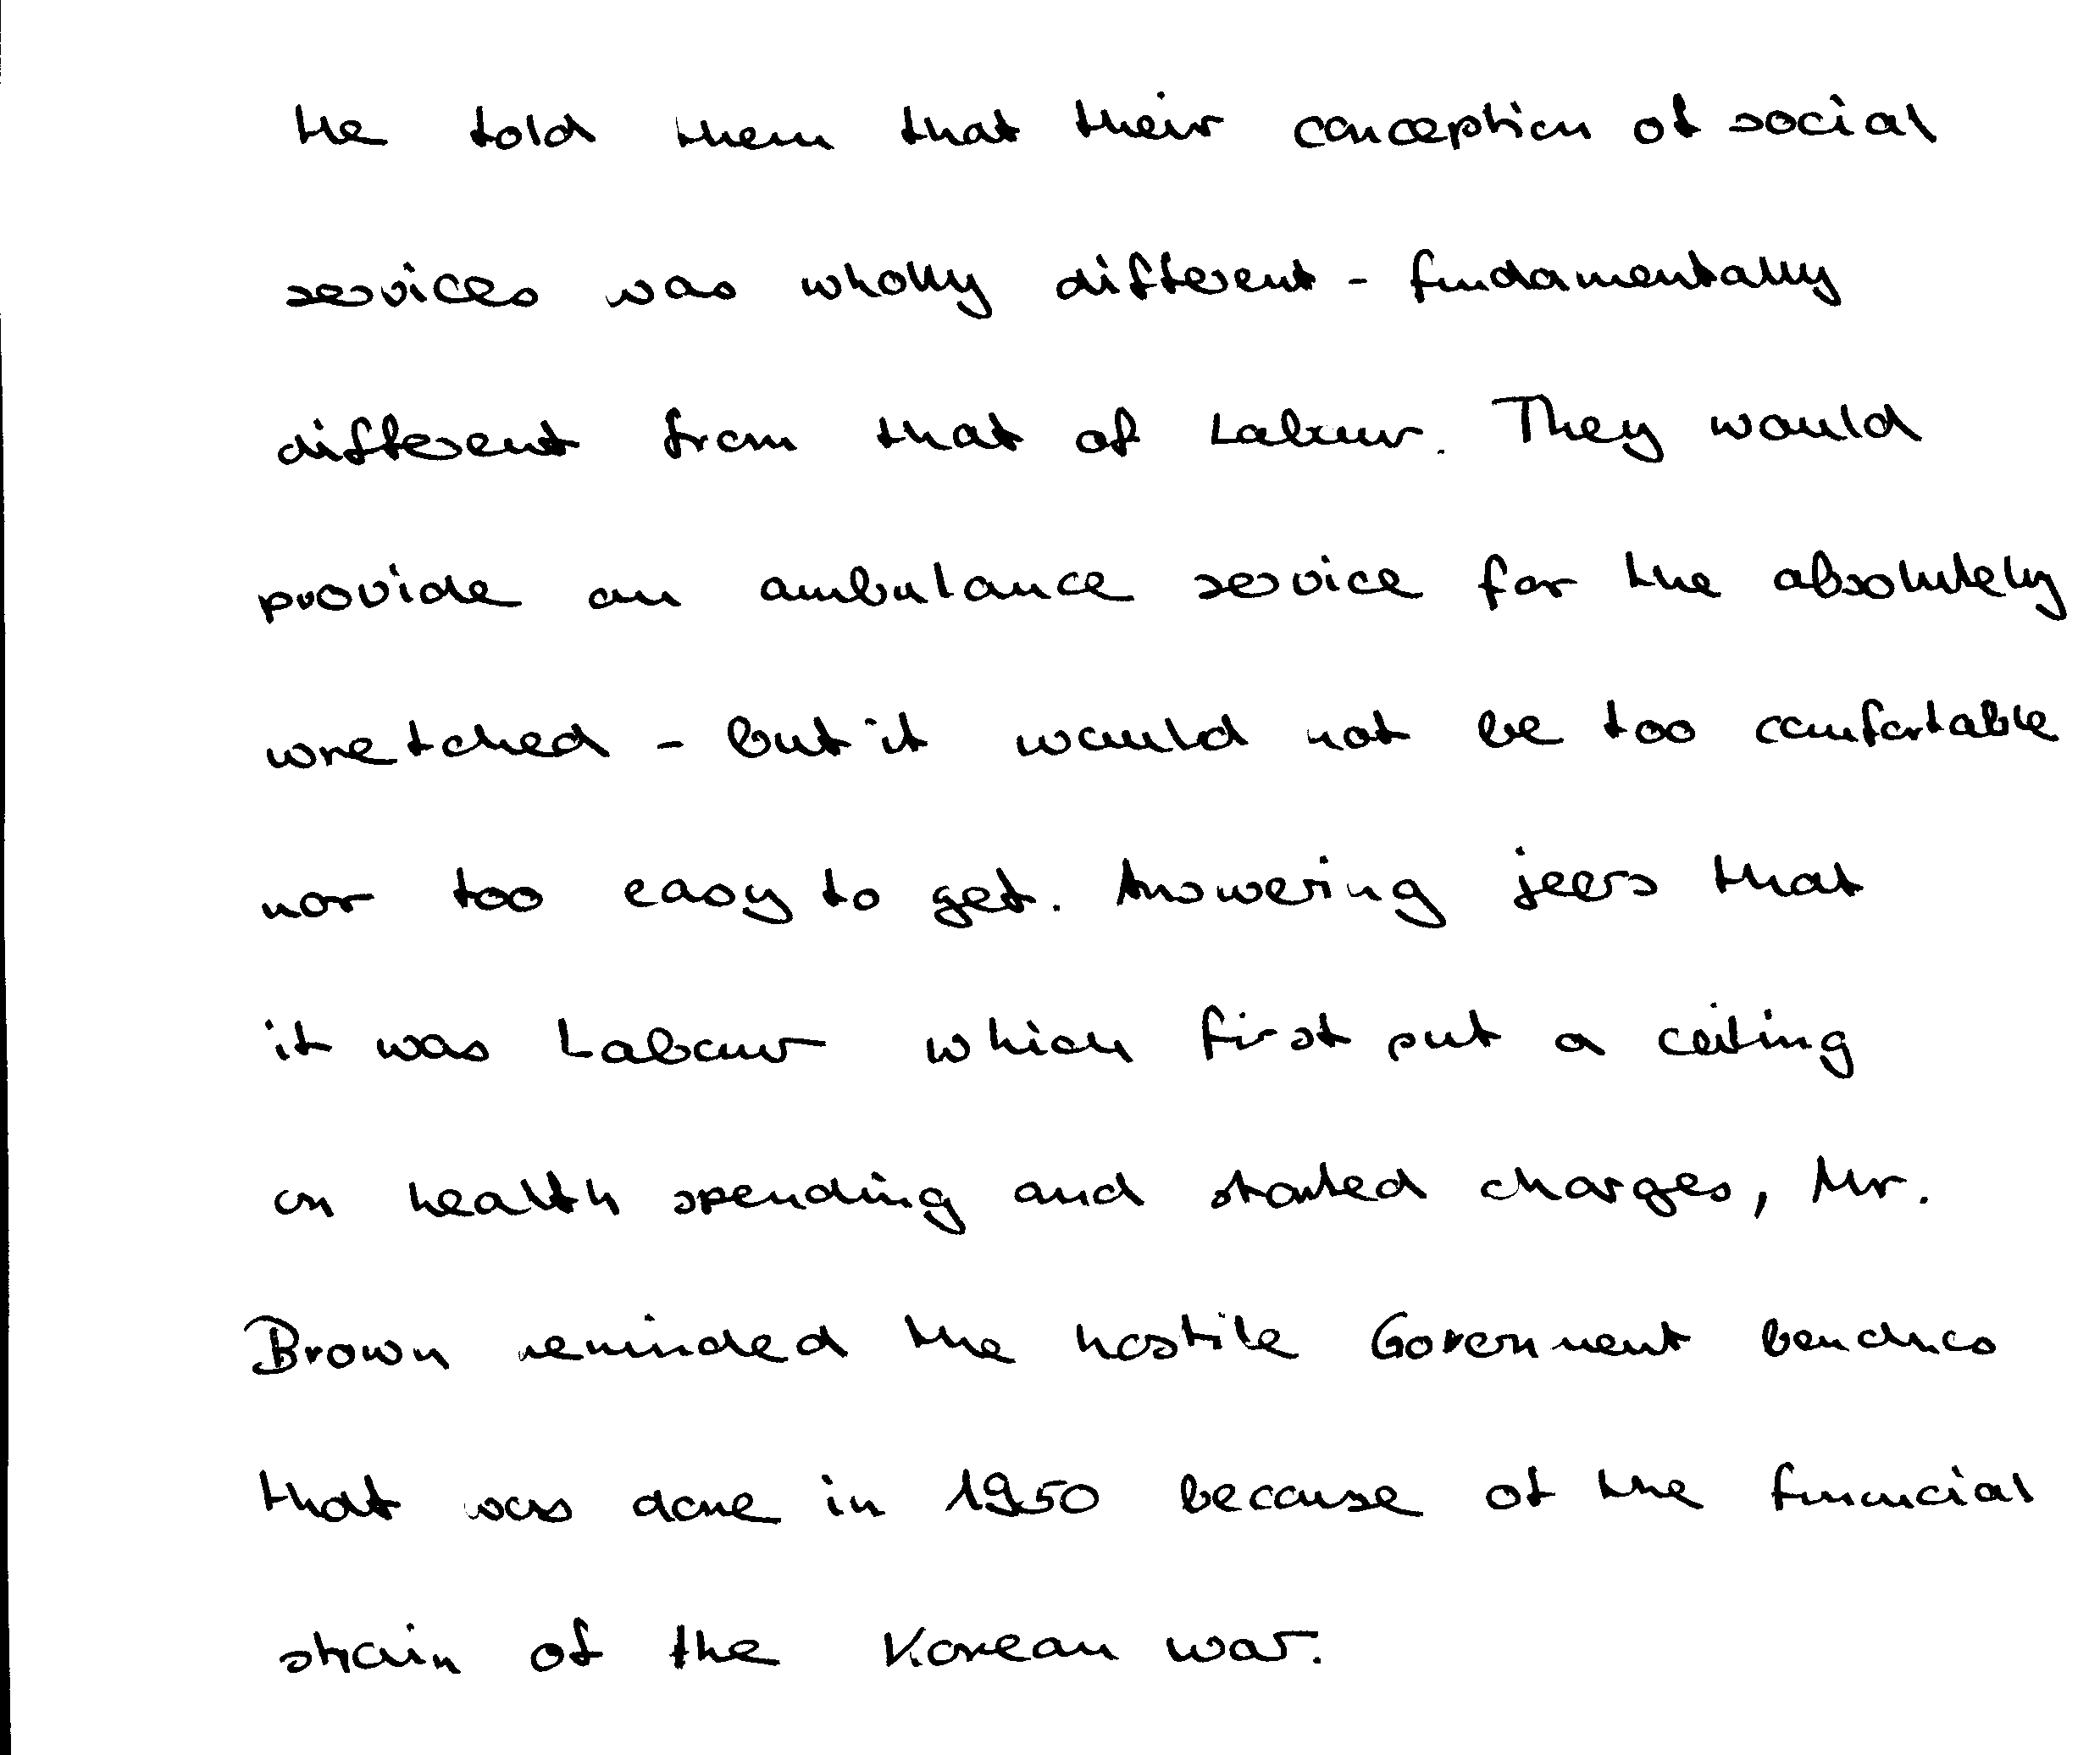 He told them that their conception of social
services was wholly different - fundamentally
different from that of Labour. They would
provide an ambulance service for the absolutely
wretched - but it would not be too comfortable
nor too easy to get. Answering jeers that
it was Labour which first put a ceiling
on health spending and started charges, Mr.
Brown reminded the hostile Government benches
that was done in 1950 because of the financial
strain of the Korean war.